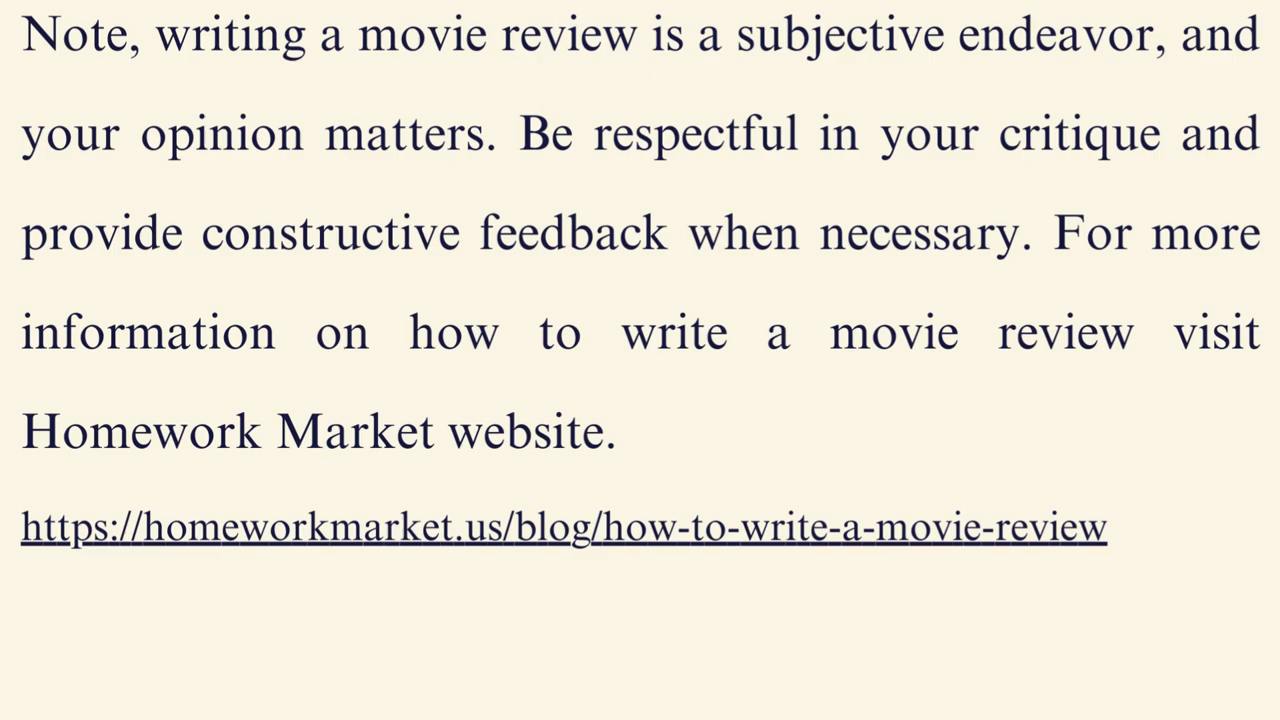 Note, writing a movie review is a subjective endeavor, and
your opinion matters. Be respectful in your critique and
provide constructive feedback when necessary. For more
information on how to write a movie review visit
Homework Market website.
https://homeworkmarket.us/blog/how-to-write-a-movie-review